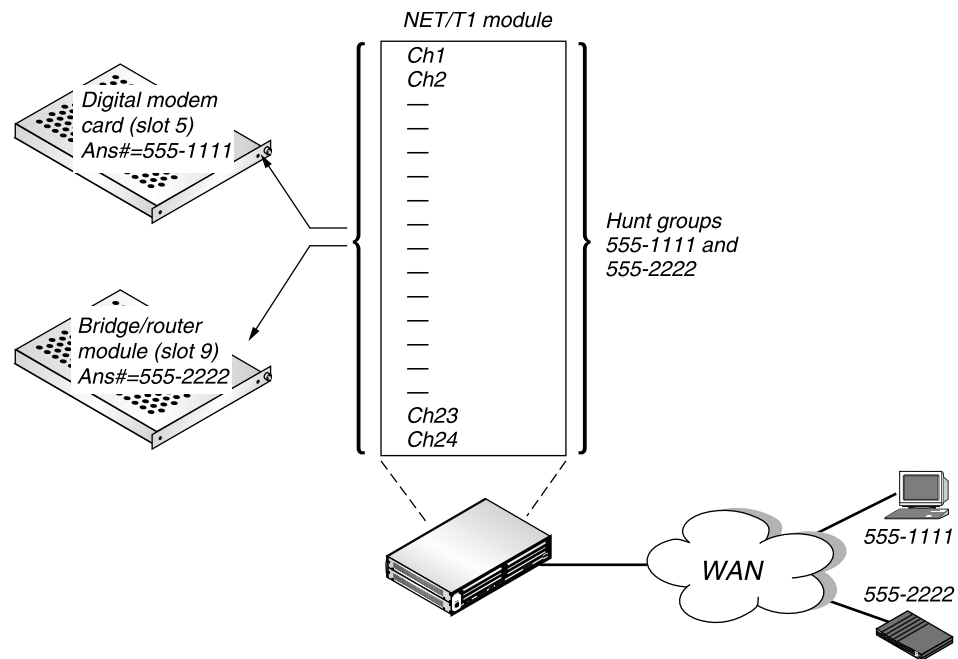 NET/T1 module
Ch1
Ch2
—
—
—
—
—
—
—
—
—
—
—
—
—
Ch23
Ch24
Digital modem
card (slot 5)
Ans#=555-1111
Bridge/router
module (slot 9)
Ans#=555-2222
Hunt groups
555-1111 and
555-2222
WAN
555-1111
555-2222